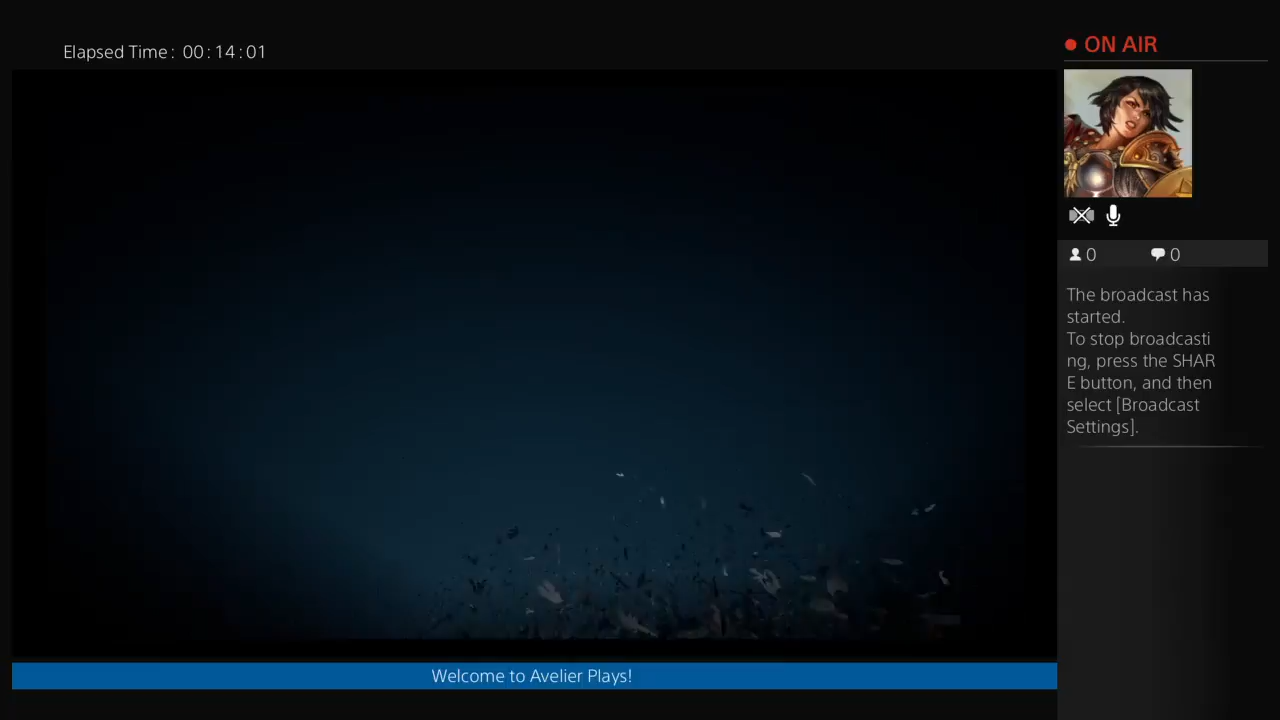 Elapsed Time: 00:14:01
ON AIR
0 0
The broadcast has
started.
To stop broadcasti
ng, press the SHAR
E button, and then
select [Broadcast
Settings].
Welcome to Avelier Plays!